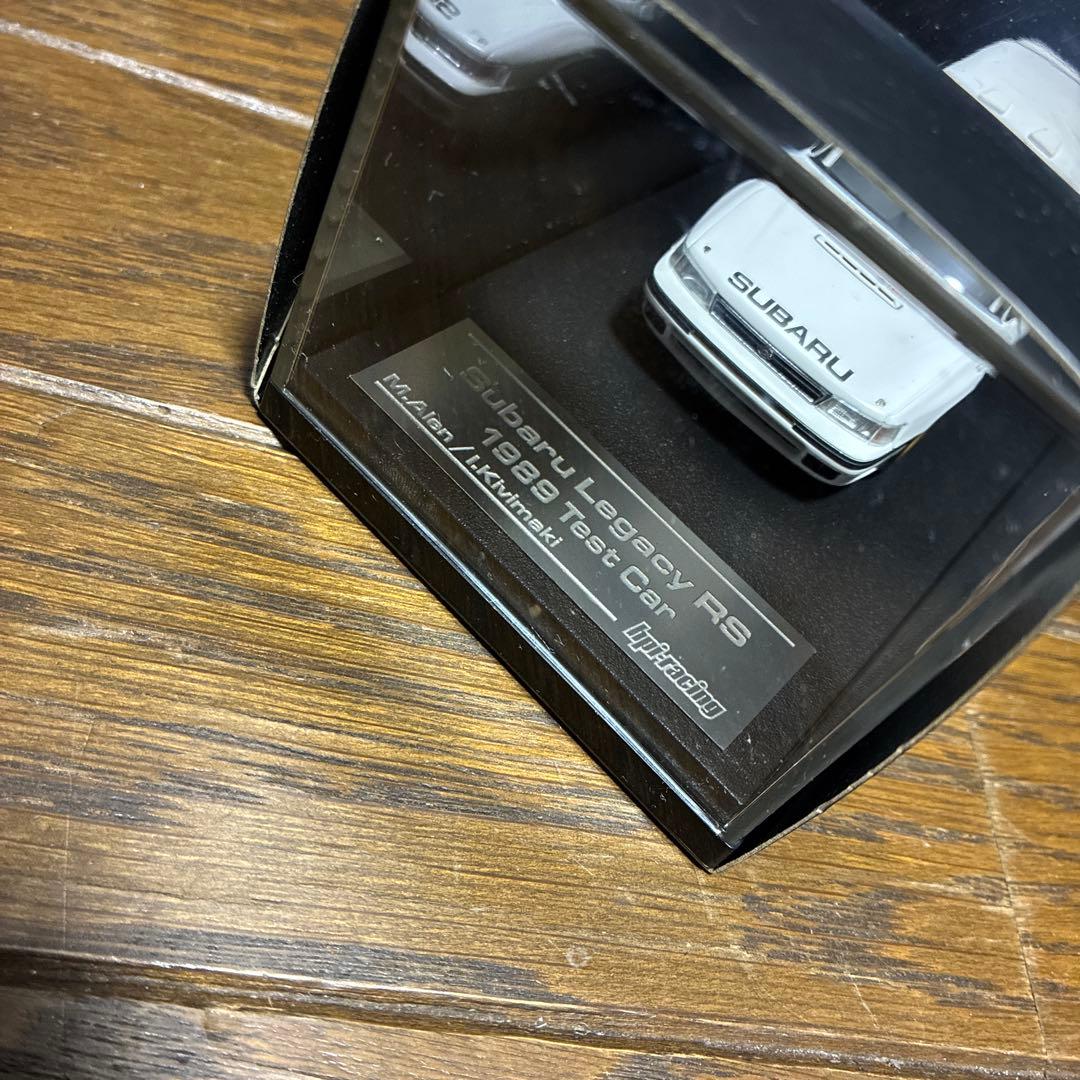 SUBARU
Subaru Legacy RS
1989 Test Car
M.Alen / I.Kivimaki
hpi·racing